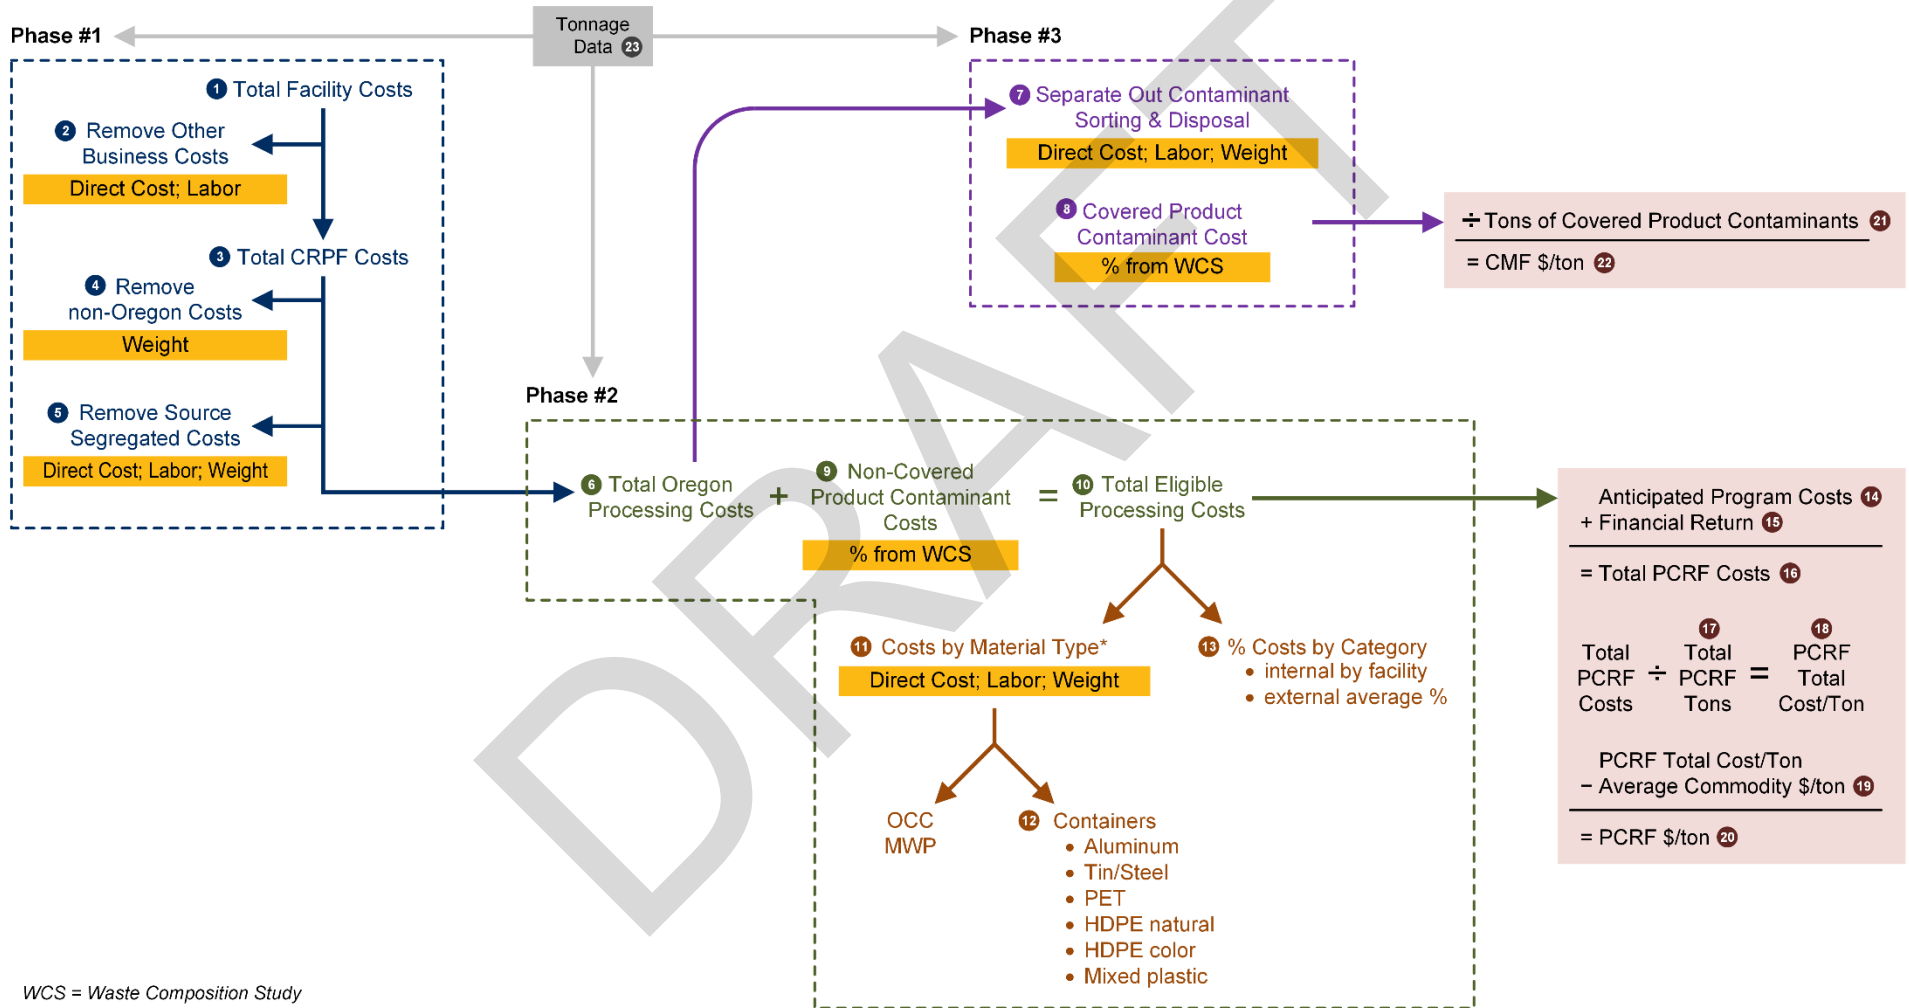 Tonnage
Data 23
Phase #1
1 Total Facility Costs
2 Remove Other
Business Costs
Direct Cost; Labor
3 Total CRPF Costs
4 Remove
non-Oregon Costs
Weight
5 Remove Source
Segregated Costs
Direct Cost; Labor; Weight
Phase #3
7 Separate Out Contaminant
Sorting & Disposal
Direct Cost; Labor; Weight
8 Covered Product
Contaminant Cost
% from WCS
÷ Tons of Covered Product Contaminants 21
= CMF $/ton 22
Phase #2
6 Total Oregon
Processing Costs
+
9 Non-Covered
Product Contaminant
Costs
% from WCS
=
10 Total Eligible
Processing Costs
11 Costs by Material Type*
Direct Cost; Labor; Weight
13 % Costs by Category
• internal by facility
• external average %
OCC
MWP
12 Containers
• Aluminum
• Tin/Steel
• PET
• HDPE natural
• HDPE color
• Mixed plastic
Anticipated Program Costs 14
+ Financial Return 15
= Total PCRF Costs 16
17 18
Total Total PCRF
PCRF ÷ PCRF = Total
Costs Tons Cost/Ton
PCRF Total Cost/Ton
− Average Commodity $/ton 19
= PCRF $/ton 20
WCS = Waste Composition Study
DRAFT